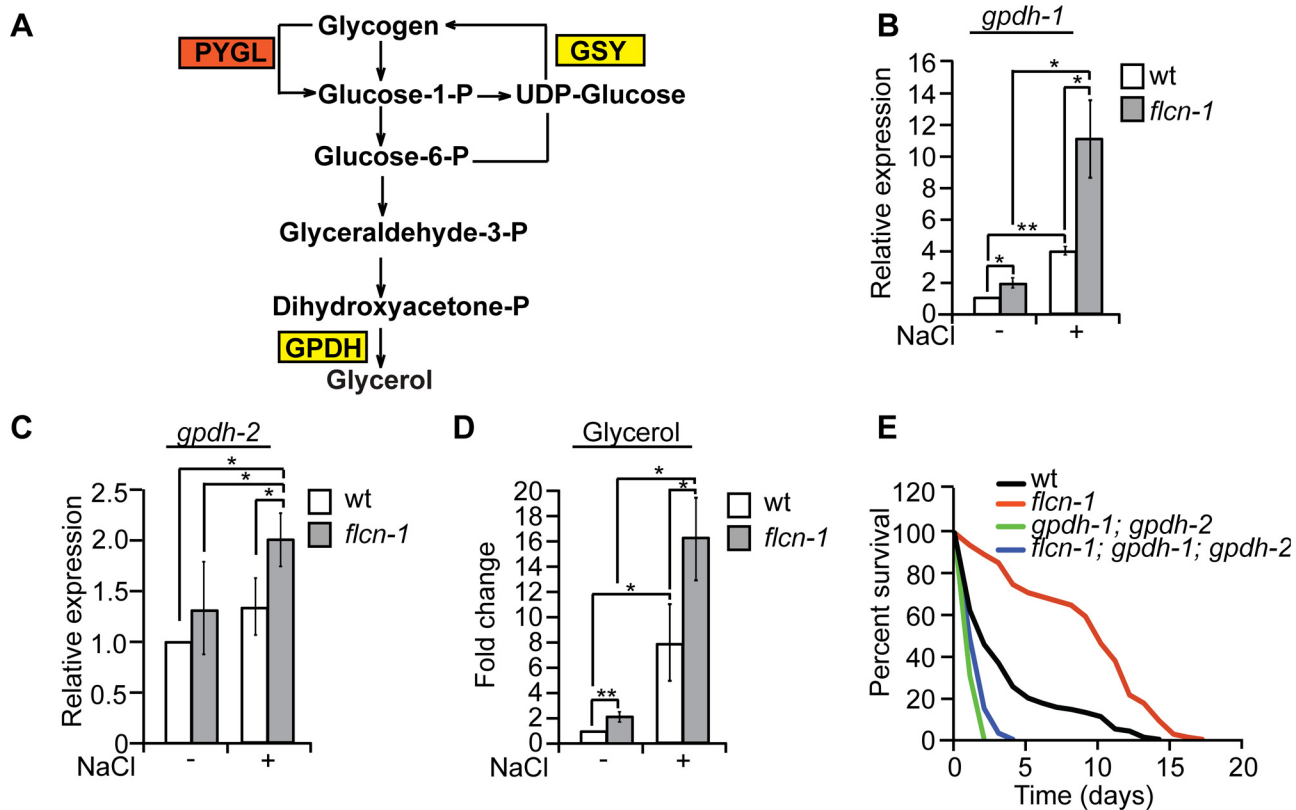 A
Glycogen
PYGL
GSY
Glucose-1-P
UDP-Glucose
Glucose-6-P
Glyceraldehyde-3-P
Dihydroxyacetone-P
GPDH
Glycerol
B
gpdh-1
Relative expression
16
14
12
10
8
6
4
2
0
*
*
**
*
wt
flcn-1
NaCl - +
C
gpdh-2
Relative expression
2.5
2.0
1.5
1.0
0.5
0
*
*
*
wt
flcn-1
NaCl - +
D
Glycerol
Fold change
20
18
16
14
12
10
8
6
4
2
0
*
*
*
**
wt
flcn-1
NaCl - +
E
wt
flcn-1
gpdh-1; gpdh-2
flcn-1; gpdh-1; gpdh-2
Percent survival
120
100
80
60
40
20
0
0 5 10 15 20
Time (days)